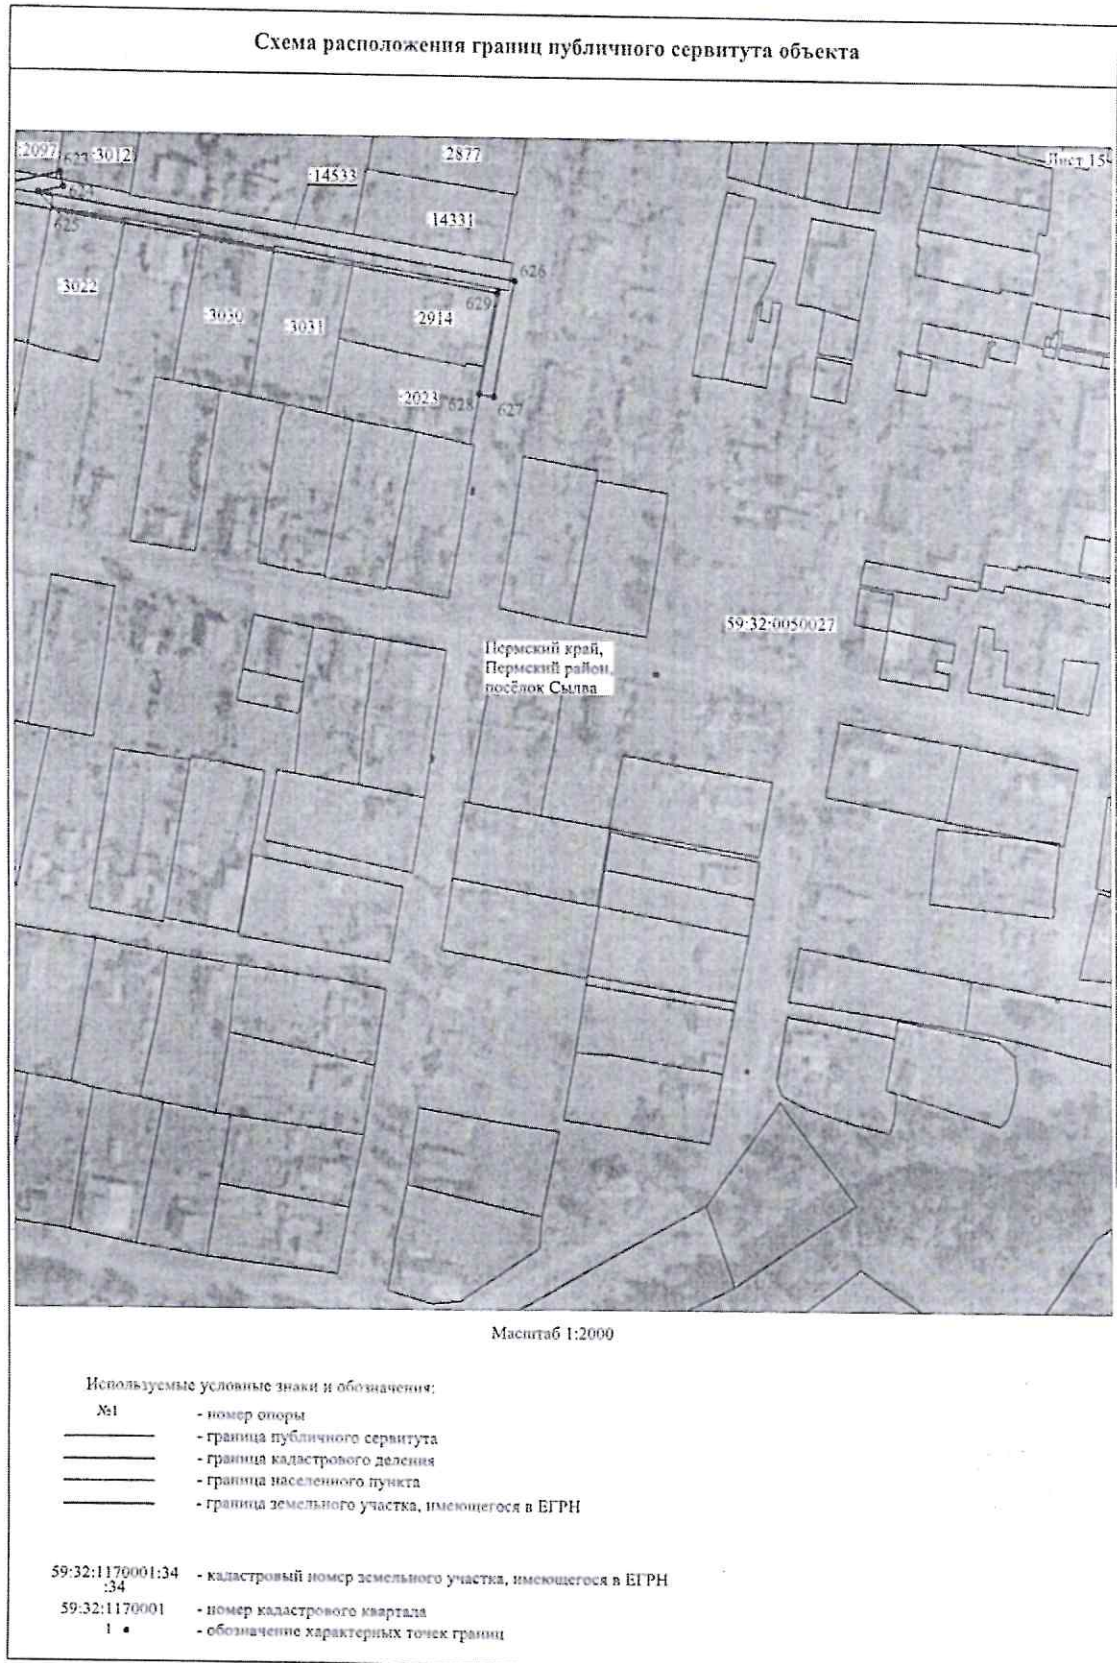 Схема расположения границ публичного сервитута объекта
Лист 15
:2097
:3012
:14533
:2877
:14331
625
626
629
:3022
:3030
:3031
:2914
:2023
628
627
59:32:0050027
Пермский край,
Пермский район,
посёлок Сылва
Масштаб 1:2000
Используемые условные знаки и обозначения:
№1 - номер опоры
- граница публичного сервитута
- граница кадастрового деления
- граница населенного пункта
- граница земельного участка, имеющегося в ЕГРН
59:32:1170001:34
:34
- кадастровый номер земельного участка, имеющегося в ЕГРН
59:32:1170001 - номер кадастрового квартала
1 • - обозначение характерных точек границ